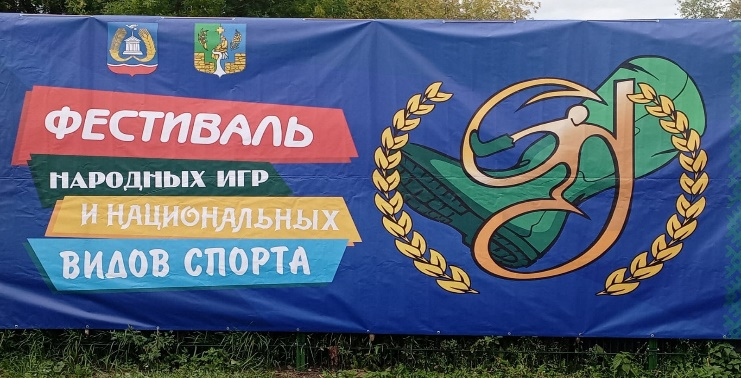 ФЕСТИВАЛЬ
НАРОДНЫХ ИГР
И НАЦИОНАЛЬНЫХ
ВИДОВ СПОРТА